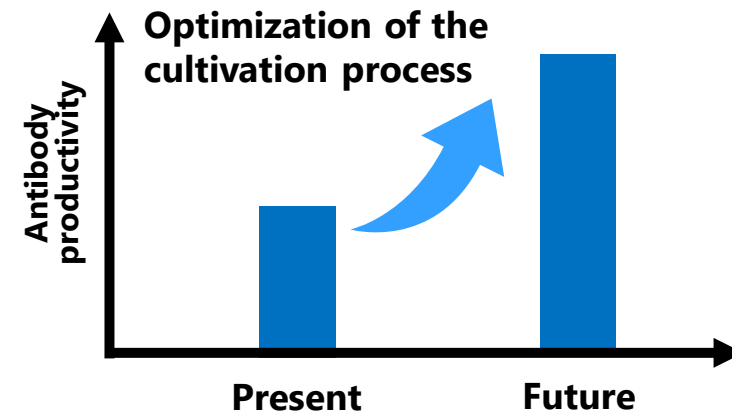 Optimization of the
cultivation process
Antibody
productivity
Present
Future